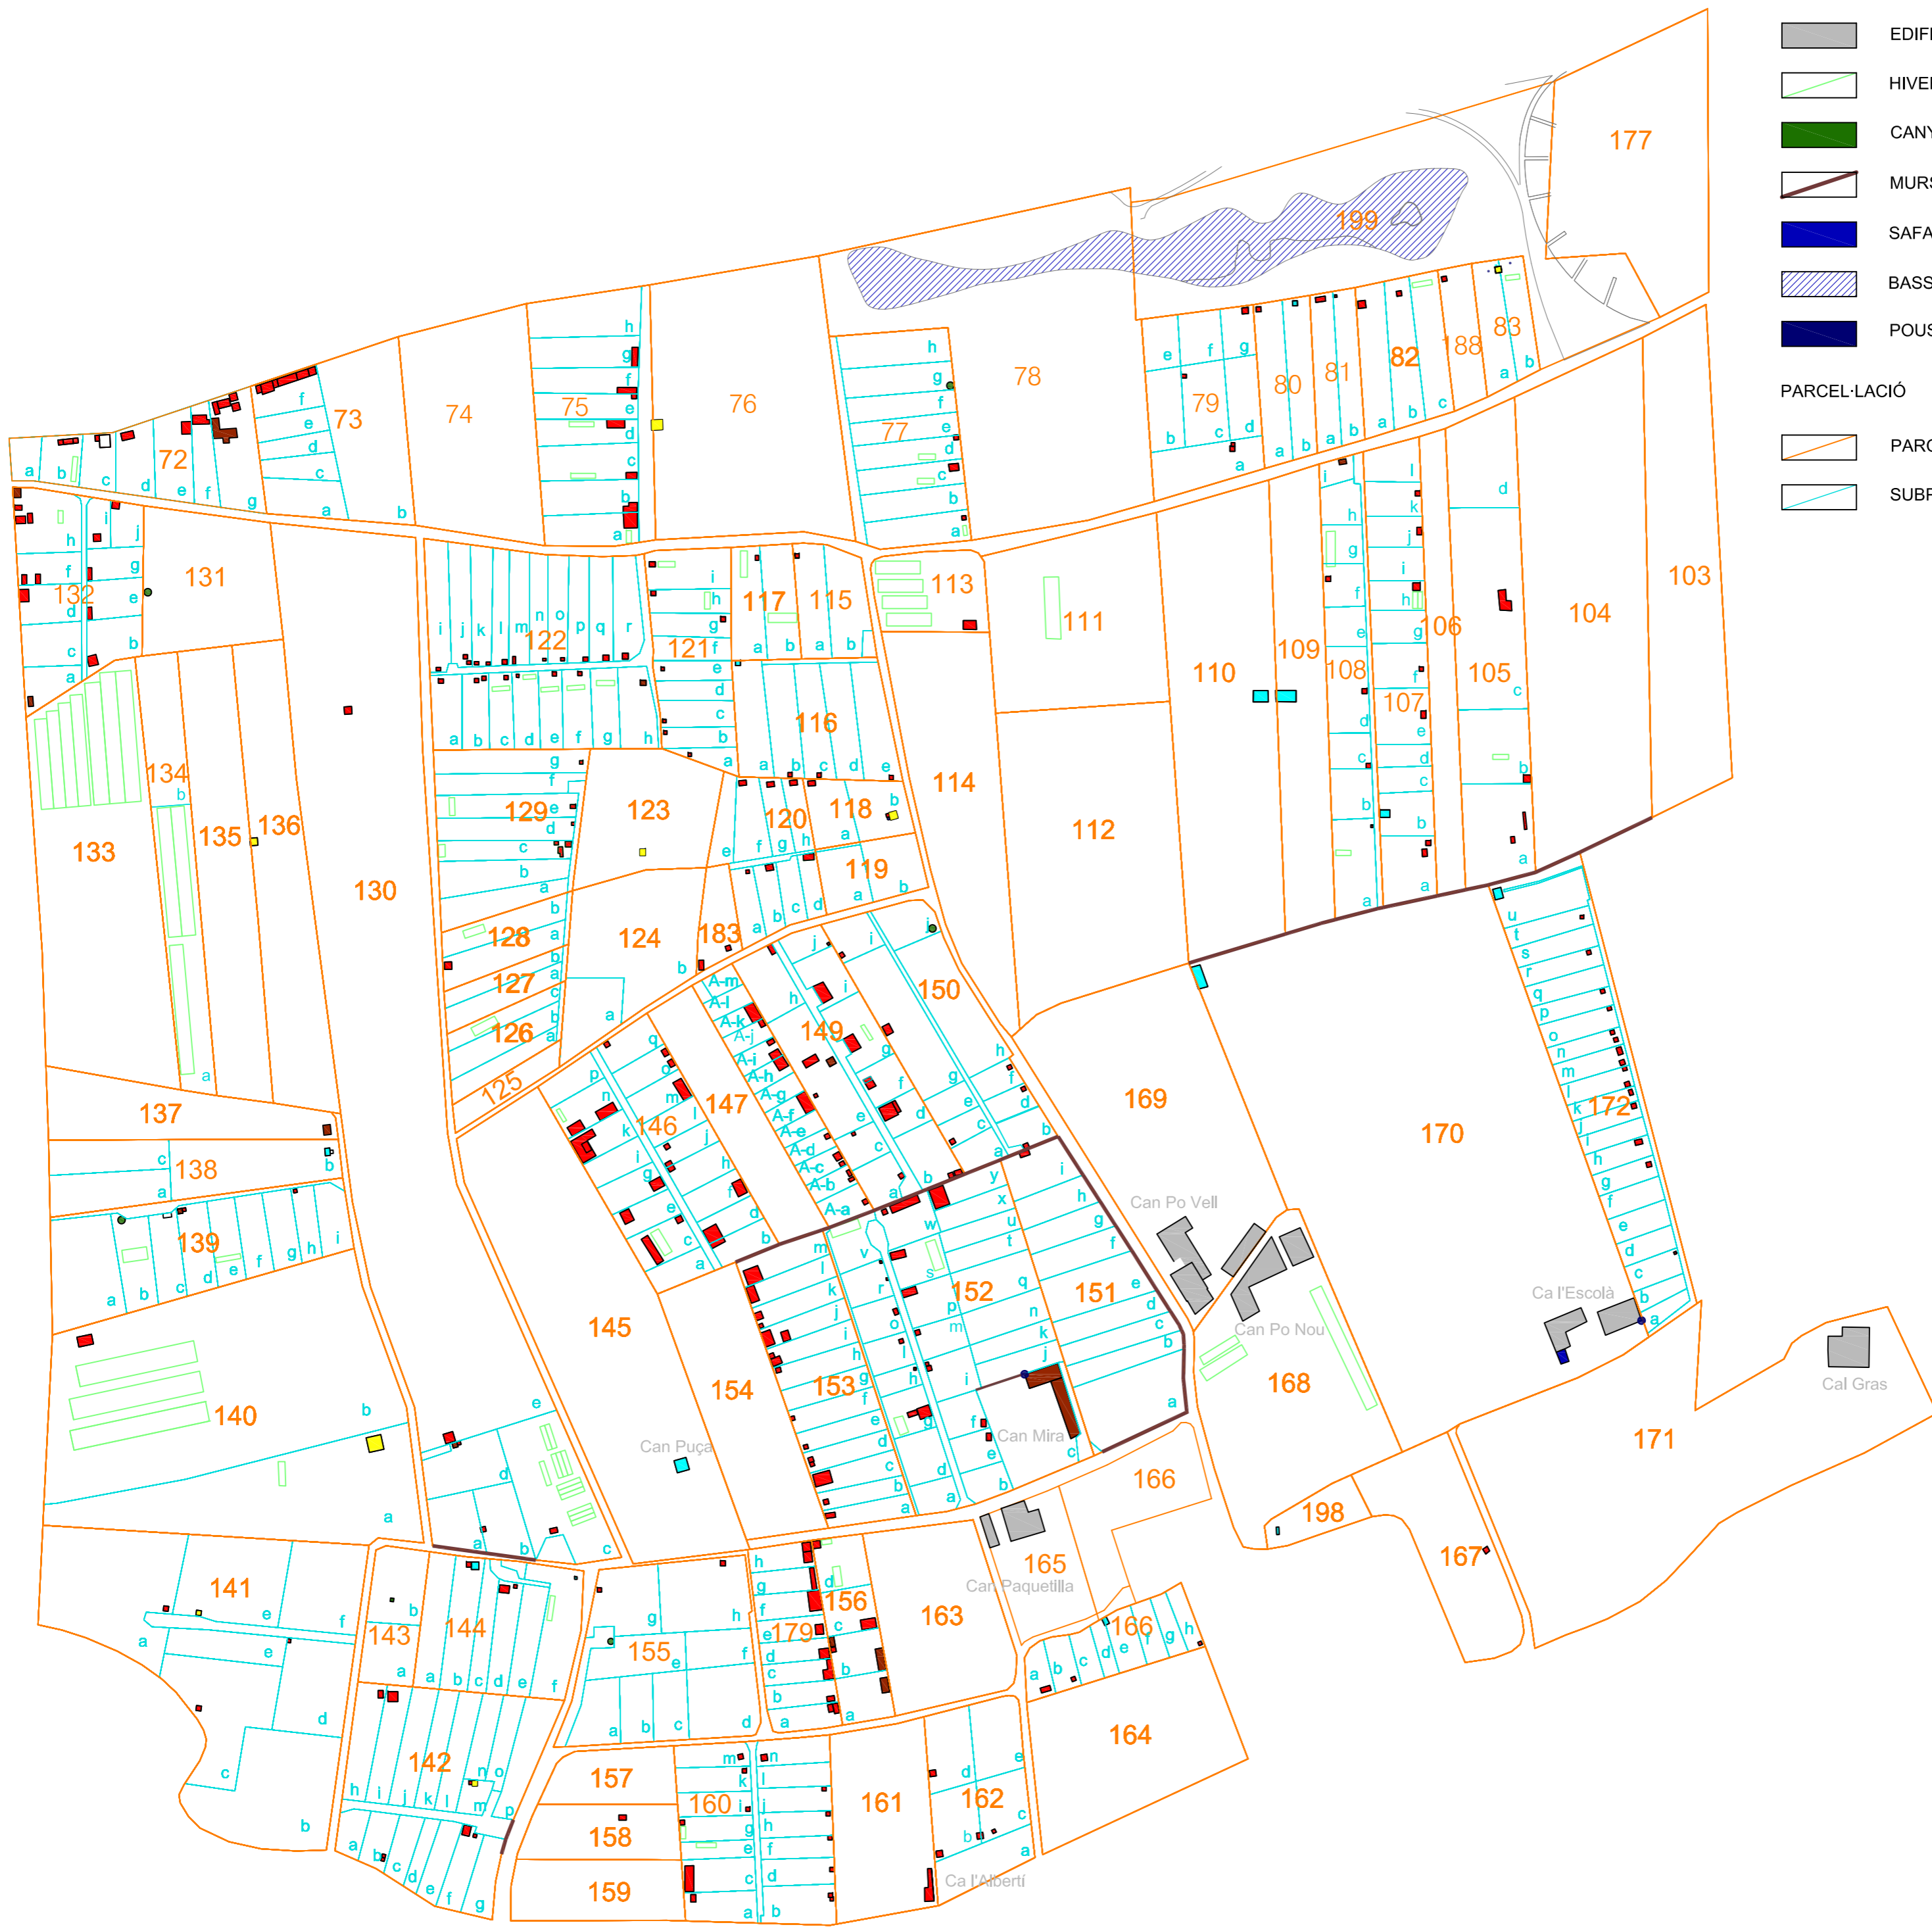 EDIFI
HIVE
CANY
MURS
SAFA
BASS
POUS
PARCEL·LACIÓ
PARC
SUBP
177
199
78
76
74
75
h
g
f
e
d
c
b
a
77
h
g
f
e
d
c
b
a
79
e
f
g
b
c
d
a
80
a
b
81
a
b
82
a
b
c
188
83
a
b
73
f
e
d
c
a
b
72
a
b
c
d
e
f
g
132
i
j
h
g
f
e
d
c
b
a
131
122
i
j
k
l
m
n
o
p
q
r
a
b
c
d
e
f
g
h
121
i
h
g
f
e
d
c
b
a
117
a
b
115
a
b
113
111
116
a
b
c
d
e
110
109
108
i
h
g
f
e
d
c
b
a
107
l
k
j
i
h
g
f
e
d
c
b
a
106
105
d
c
b
a
104
103
133
134
b
a
135
136
130
129
g
f
e
d
c
b
a
123
120
e
f
g
h
a
b
c
d
118
b
a
119
a
b
114
112
128
b
a
127
b
a
126
c
b
a
125
124
b
a
183
150
j
i
h
g
f
e
d
c
b
a
149
j
i
h
g
f
e
d
c
b
a
147
A-m
A-l
A-k
A-j
A-i
A-h
A-g
A-f
A-e
A-d
A-c
A-b
A-a
146
q
p
o
n
m
l
k
j
i
h
g
f
e
d
c
b
a
169
170
172
u
t
s
r
q
p
o
n
m
l
k
j
i
h
g
f
e
d
c
b
a
137
138
c
b
a
139
a
b
c
d
e
f
g
h
i
140
b
a
e
d
a
b
c
145
154
153
m
l
k
j
i
h
g
f
e
d
c
b
a
152
y
x
w
v
u
t
s
r
q
p
o
n
m
l
k
j
i
h
g
f
e
d
c
b
a
151
i
h
g
f
e
d
c
b
a
Can Po Vell
Can Po Nou
Ca l'Escolà
Cal Gras
Can Puça
Can Mira
168
171
166
198
167
165
Can Paquetilla
141
e
f
a
e
d
c
b
143
b
a
144
a
b
c
d
e
f
142
h
i
j
k
l
m
n
o
p
a
b
c
d
e
f
g
155
g
h
e
f
a
b
c
d
179
h
g
f
e
d
c
b
a
156
d
c
b
a
163
166
a
b
c
d
e
f
g
h
164
157
158
159
160
m
n
k
l
i
j
g
h
e
f
c
d
a
b
161
162
d
e
c
b
a
Ca l'Albertí